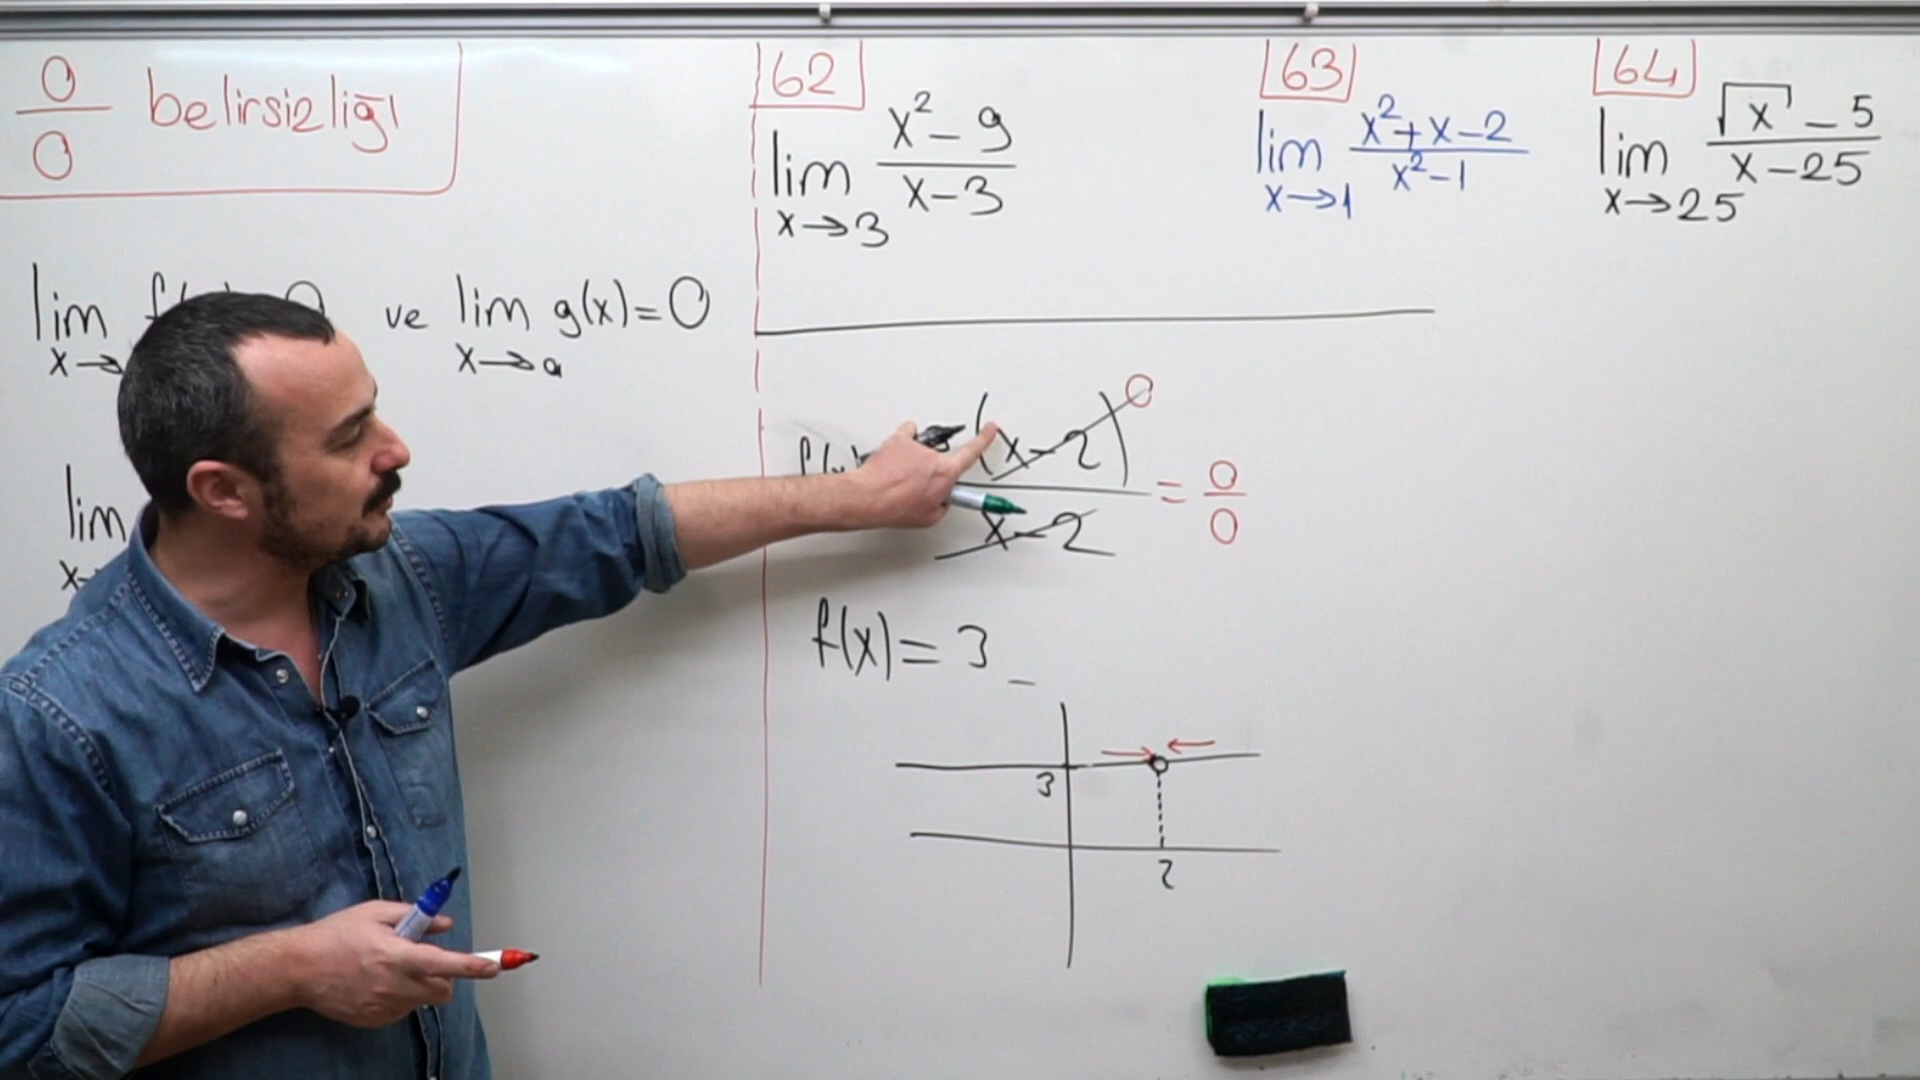 0/0 belirsizliği
lim ve lim g(x)=0
x→ x→a
lim
x→
62
lim (x²-9)/(x-3)
x→3
63
lim (x²+x-2)/(x²-1)
x→1
64
lim (√x - 5)/(x-25)
x→25
(x-2) 0
x-2
= 0/0
f(x)=3
3
2